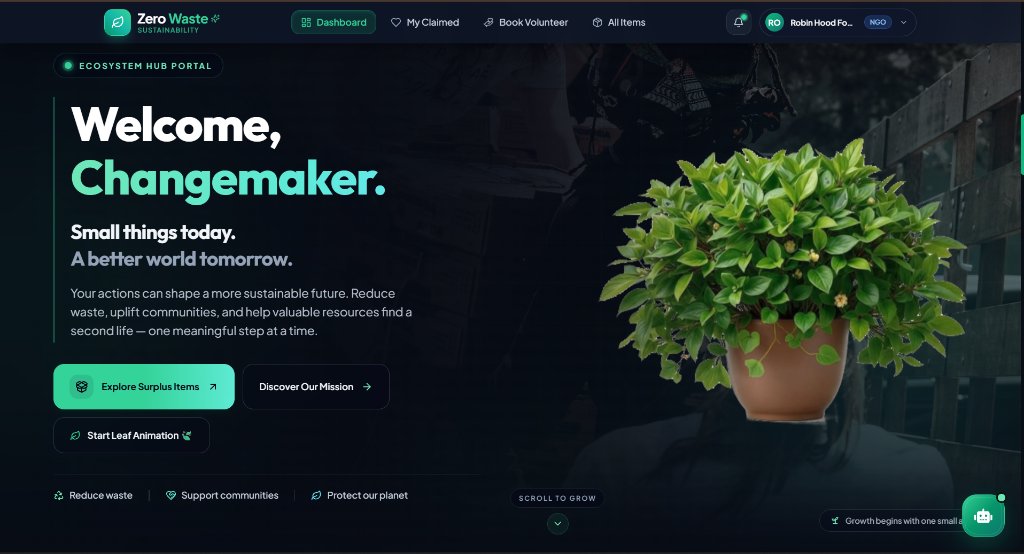 Zero Waste
SUSTAINABILITY
Dashboard
My Claimed
Book Volunteer
All Items
RO
Robin Hood Fo...
NGO
ECOSYSTEM HUB PORTAL
Welcome,
Changemaker.
Small things today.
A better world tomorrow.
Your actions can shape a more sustainable future. Reduce
waste, uplift communities, and help valuable resources find a
second life — one meaningful step at a time.
Explore Surplus Items
Discover Our Mission
Start Leaf Animation
Reduce waste
Support communities
Protect our planet
SCROLL TO GROW
Growth begins with one small